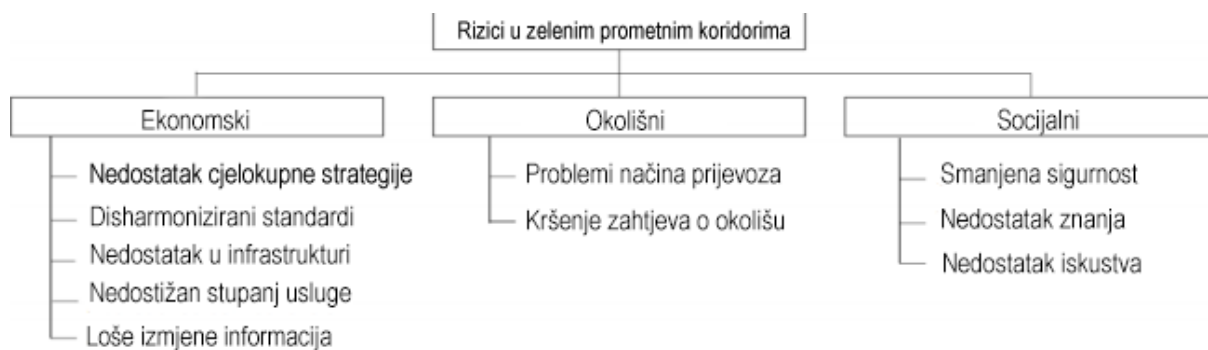 Rizici u zelenim prometnim koridorima
Ekonomski
Nedostatak cjelokupne strategije
Disharmonizirani standardi
Nedostatak u infrastrukturi
Nedostižan stupanj usluge
Loše izmjene informacija
Okolišni
Problemi načina prijevoza
Kršenje zahtjeva o okolišu
Socijalni
Smanjena sigurnost
Nedostatak znanja
Nedostatak iskustva